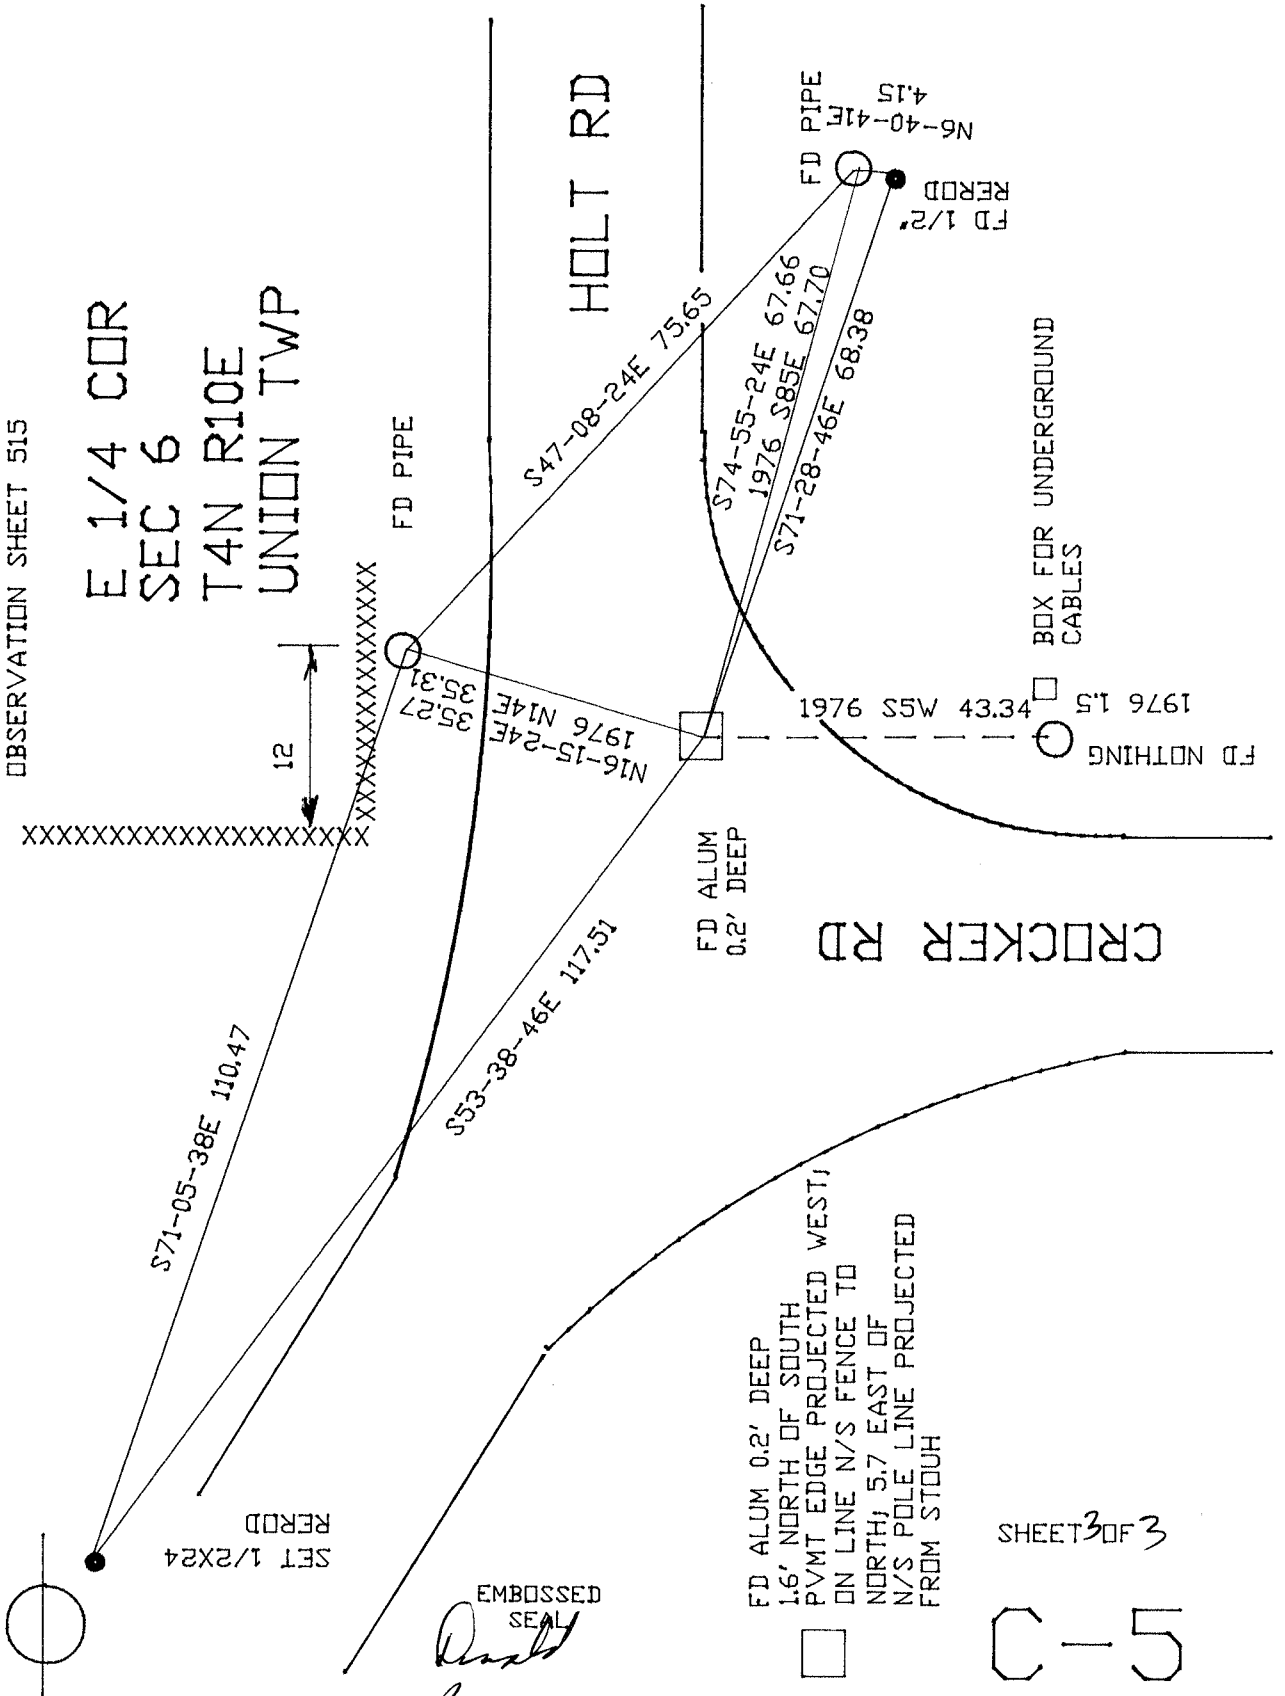 OBSERVATION SHEET 515
E 1/4 COR
SEC 6
T4N R10E
UNION TWP
HOLT RD
12
FD PIPE
FD PIPE
N6-40-41E
4.15
FD 1/2"
REROD
S47-08-24E 75.65
S74-55-24E 67.66
1976 S85E 67.70
S71-28-46E 68.38
N16-15-24E 35.27
1976 N14E 35.31
1976 S5W 43.34
BOX FOR UNDERGROUND
CABLES
1976 1.5
FD NOTHING
FD ALUM
0.2' DEEP
CROCKER RD
S71-05-38E 110.47
S53-38-46E 117.51
SET 1/2X24
REROD
EMBOSSED
SEAL
Donald
FD ALUM 0.2' DEEP
1.6' NORTH OF SOUTH
PVMT EDGE PROJECTED WEST;
ON LINE N/S FENCE TO
NORTH; 5.7 EAST OF
N/S POLE LINE PROJECTED
FROM STOUH
SHEET 3 OF 3
C-5